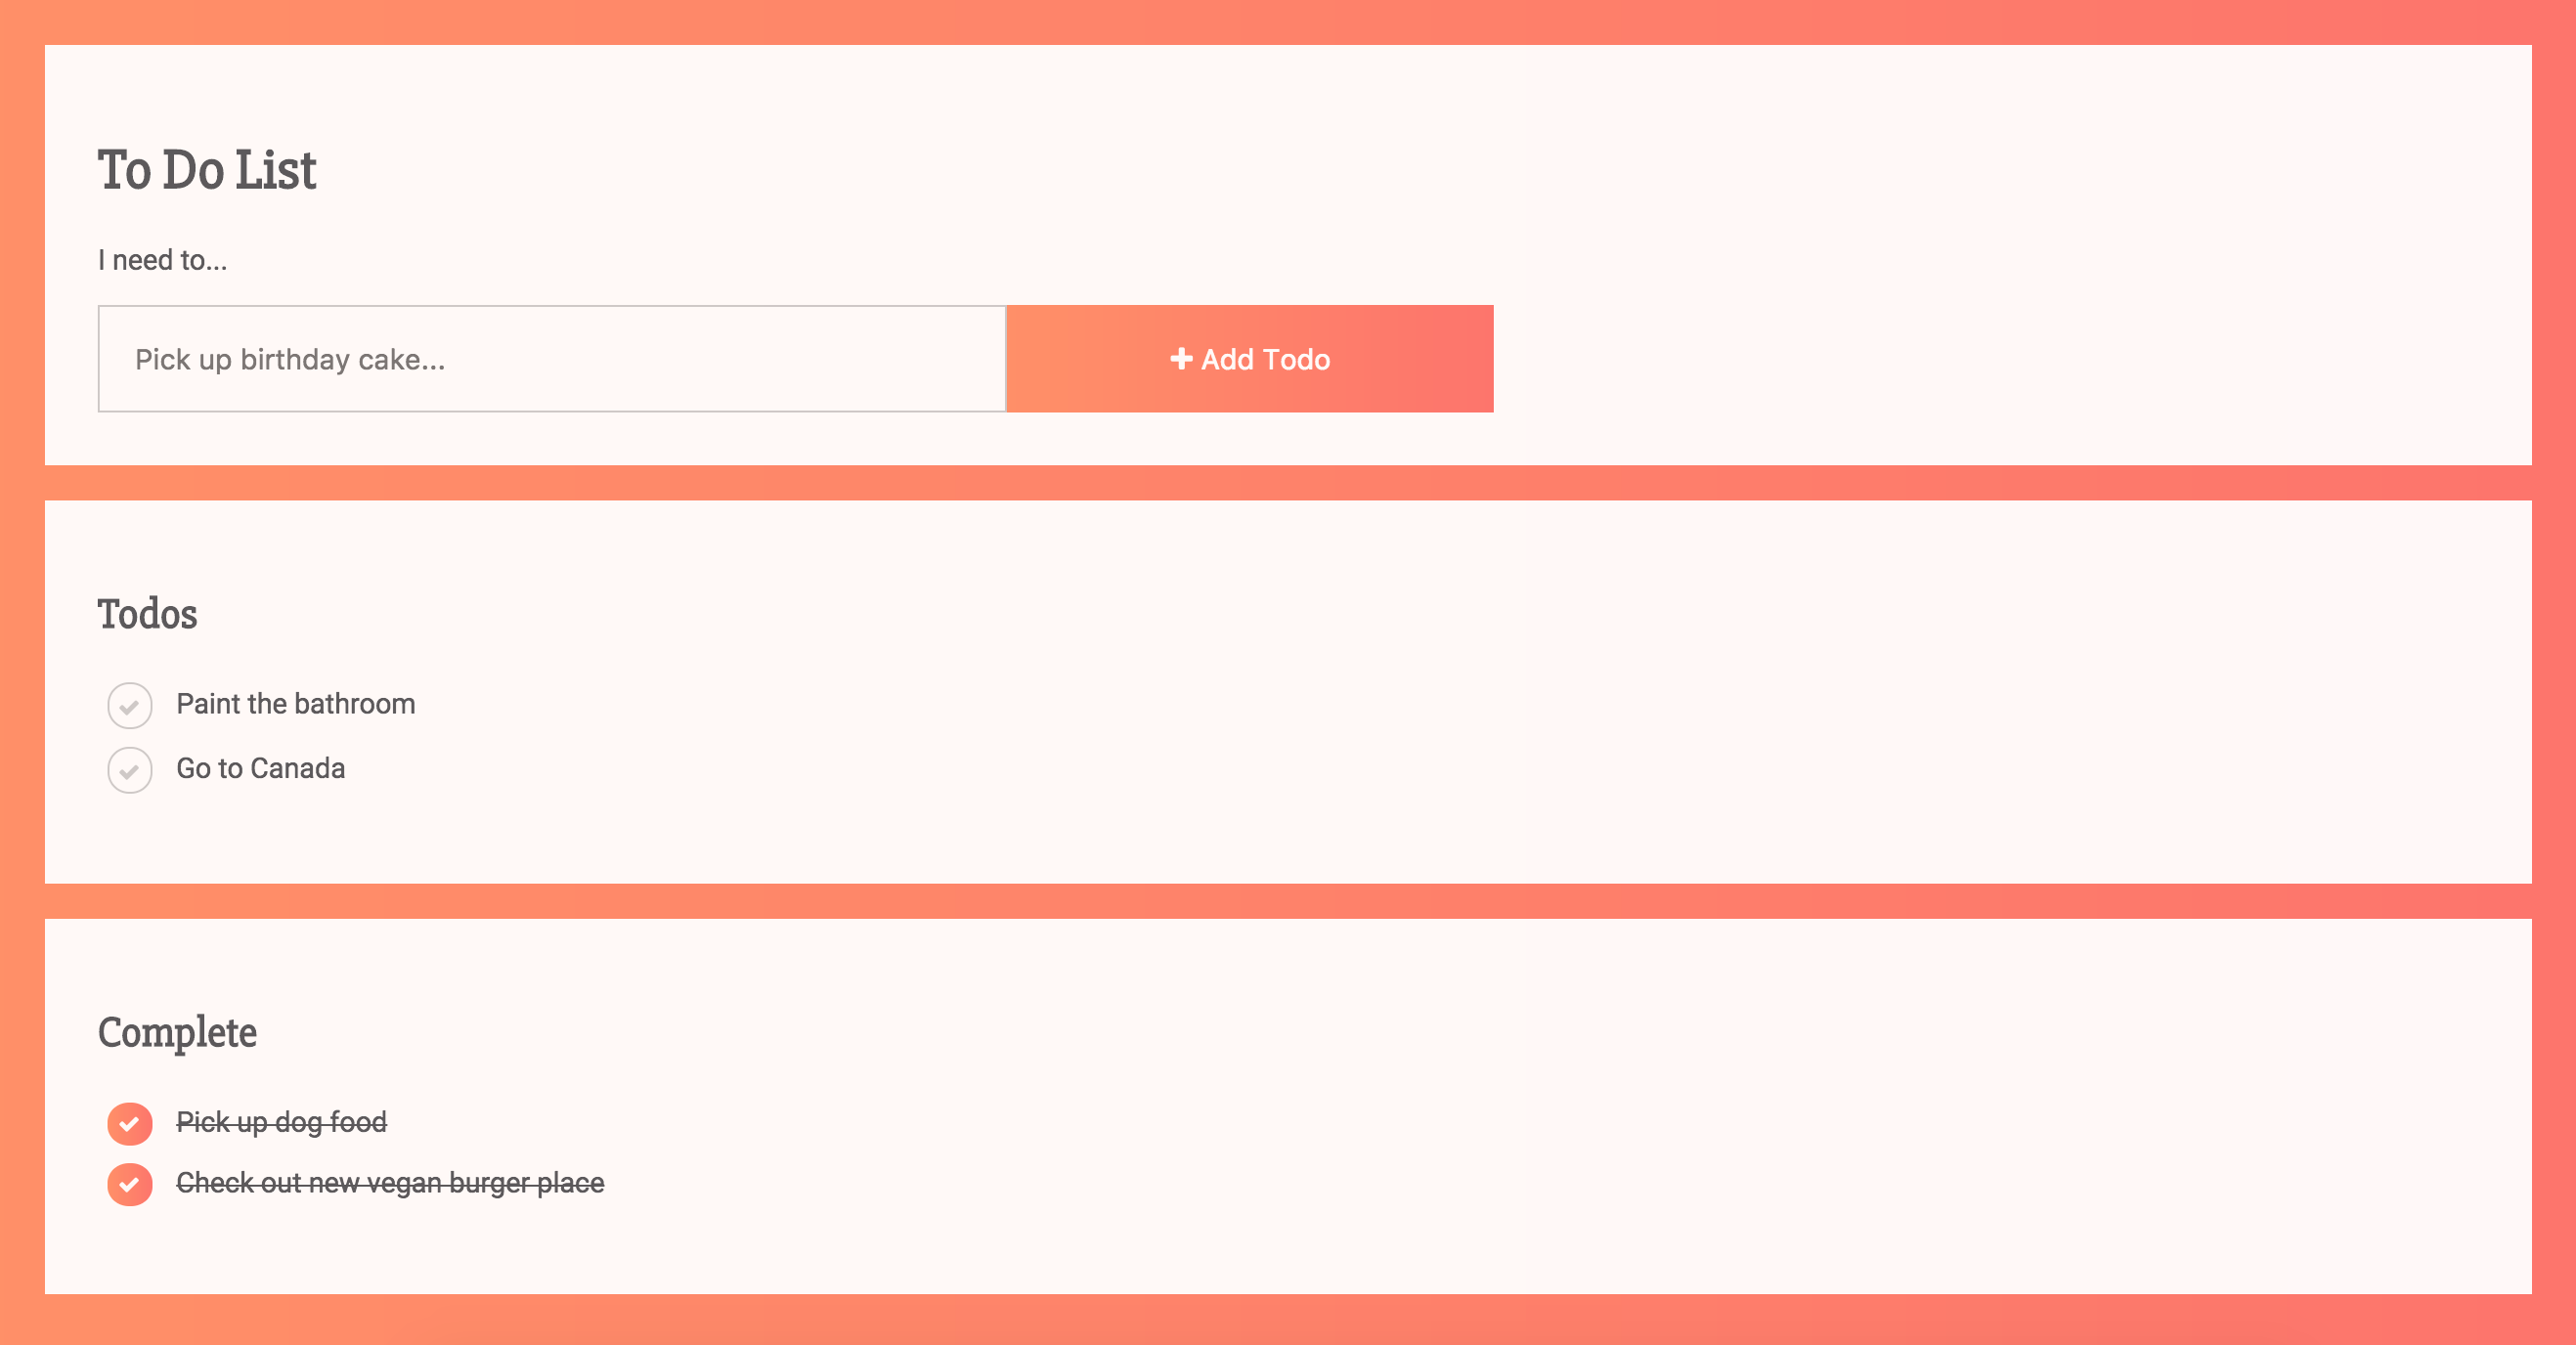 To Do List
I need to...
Pick up birthday cake...
Add Todo
Todos
Paint the bathroom
Go to Canada
Complete
Pick up dog food
Check out new vegan burger place